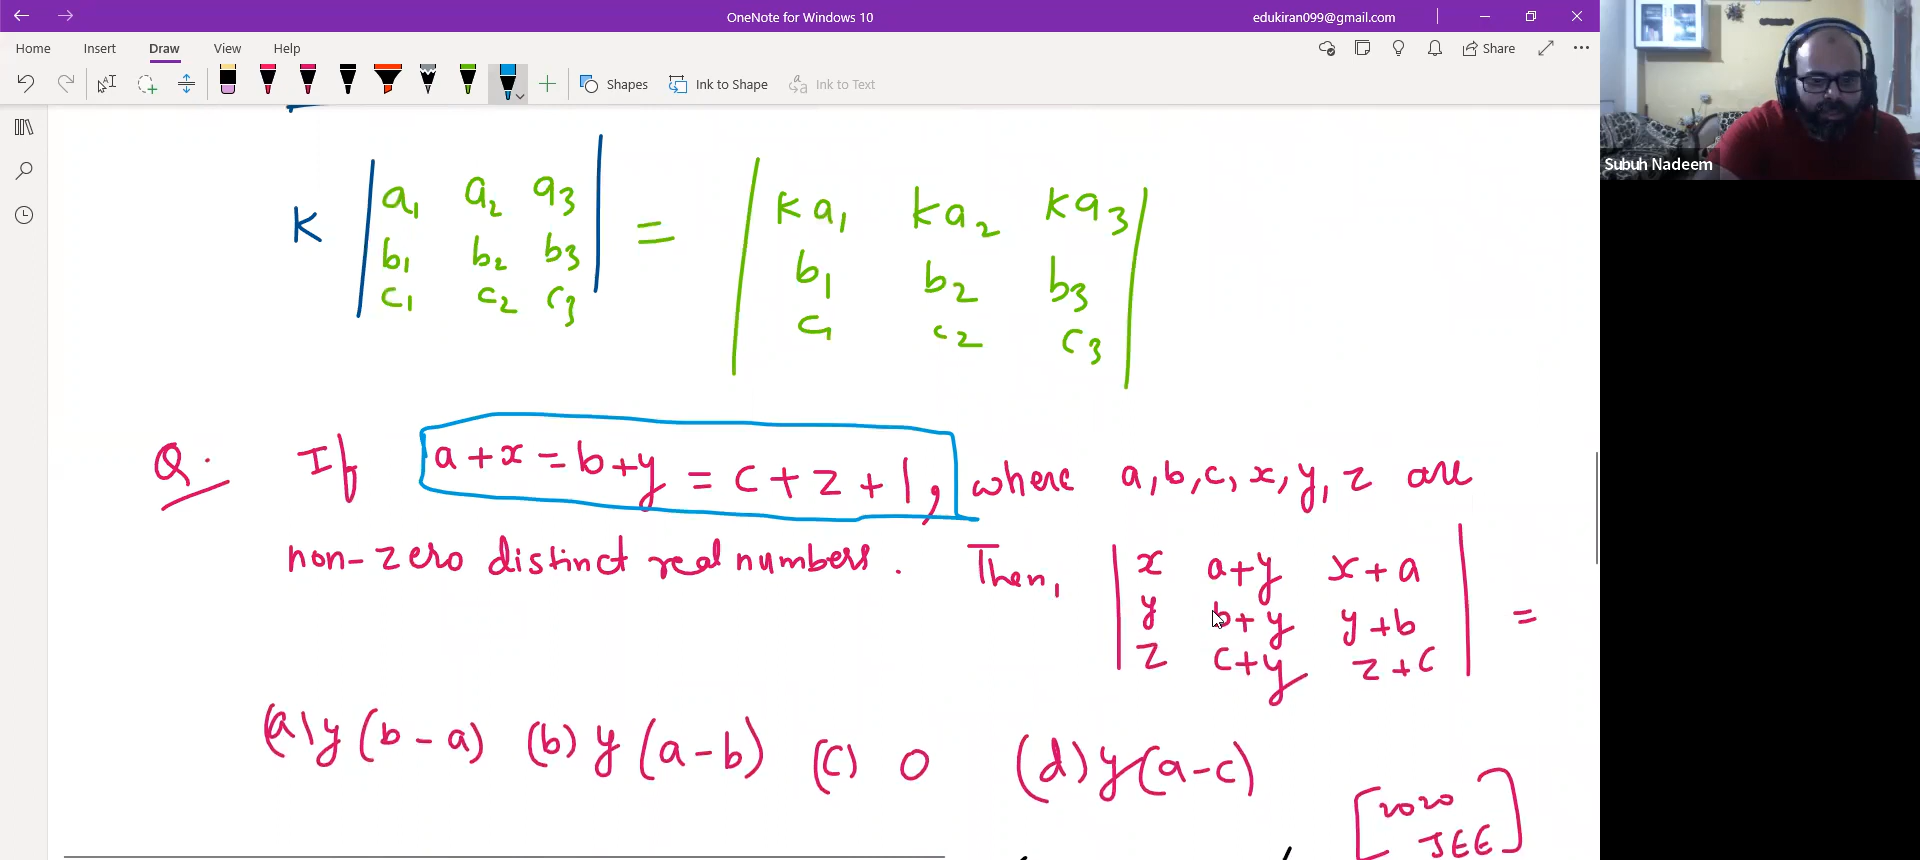 OneNote for Windows 10
edukiran099@gmail.com
Home Insert Draw View Help
Share
Shapes Ink to Shape Ink to Text
Subuh Nadeem
K | a₁ a₂ a₃ | = | ka₁ ka₂ ka₃ |
| b₁ b₂ b₃ | | b₁ b₂ b₃ |
| c₁ c₂ c₃ | | c₁ c₂ c₃ |
Q. If a+x = b+y = c+z+1, where a, b, c, x, y, z are
non-zero distinct real numbers. Then, | x a+y x+a |
| y b+y y+b | =
| z c+y z+c |
(a) y(b-a) (b) y(a-b) (c) 0 (d) y(a-c)
[2020
JEE]